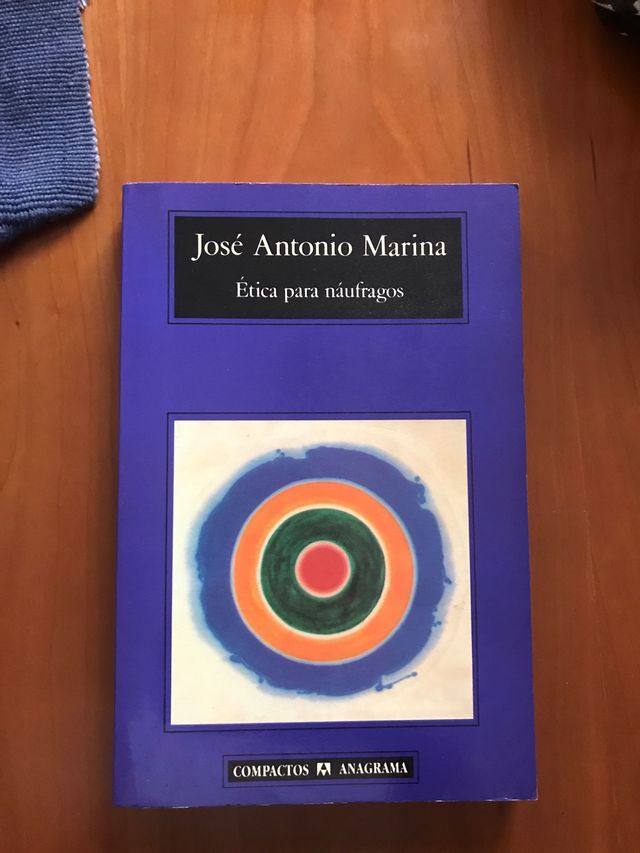 José Antonio Marina
Ética para náufragos
COMPACTOS ANAGRAMA